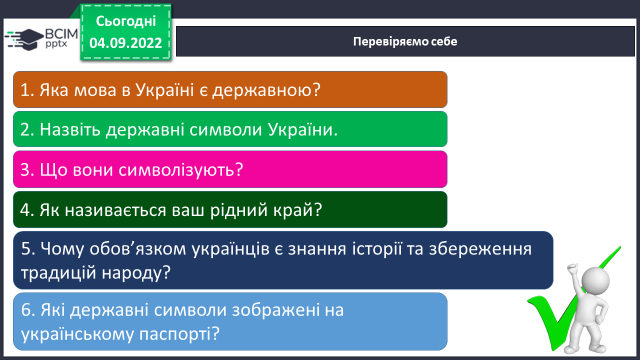 Сьогодні
04.09.2022
ВСІМ
pptx
Перевіряємо себе
1. Яка мова в Україні є державною?
2. Назвіть державні символи України.
3. Що вони символізують?
4. Як називається ваш рідний край?
5. Чому обов’язком українців є знання історії та збереження
традицій народу?
6. Які державні символи зображені на
українському паспорті?